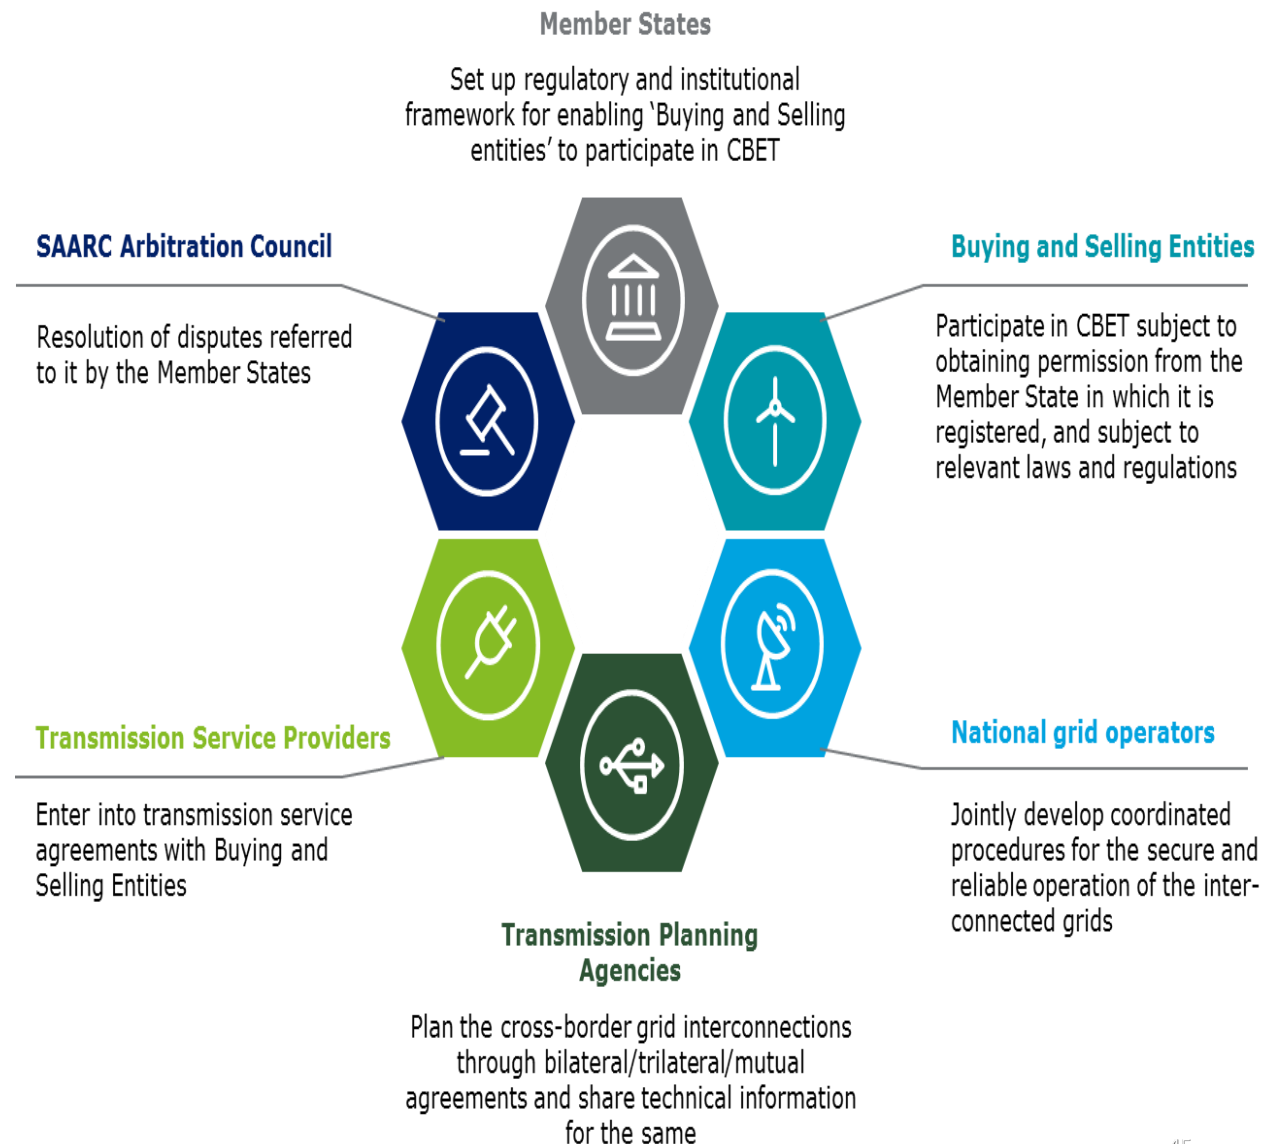 Member States
Set up regulatory and institutional
framework for enabling ‘Buying and Selling
entities’ to participate in CBET
SAARC Arbitration Council
Resolution of disputes referred
to it by the Member States
Buying and Selling Entities
Participate in CBET subject to
obtaining permission from the
Member State in which it is
registered, and subject to
relevant laws and regulations
Transmission Service Providers
Enter into transmission service
agreements with Buying and
Selling Entities
National grid operators
Jointly develop coordinated
procedures for the secure and
reliable operation of the inter-
connected grids
Transmission Planning
Agencies
Plan the cross-border grid interconnections
through bilateral/trilateral/mutual
agreements and share technical information
for the same